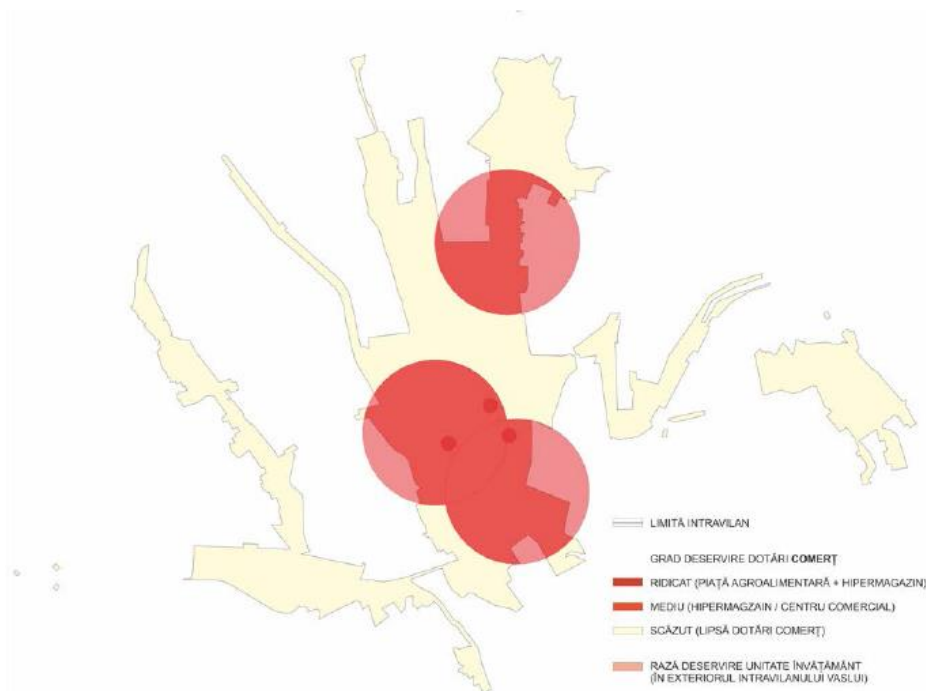 LIMITĂ INTRAVILAN
GRAD DESERVIRE DOTĂRI COMERȚ
RIDICAT (PIAȚĂ AGROALIMENTARĂ + HIPERMAGAZIN)
MEDIU (HIPERMAGZAIN / CENTRU COMERCIAL)
SCĂZUT (LIPSĂ DOTĂRI COMERȚ)
RAZĂ DESERVIRE UNITATE ÎNVĂȚĂMÂNT
(ÎN EXTERIORUL INTRAVILANULUI VASLUI)